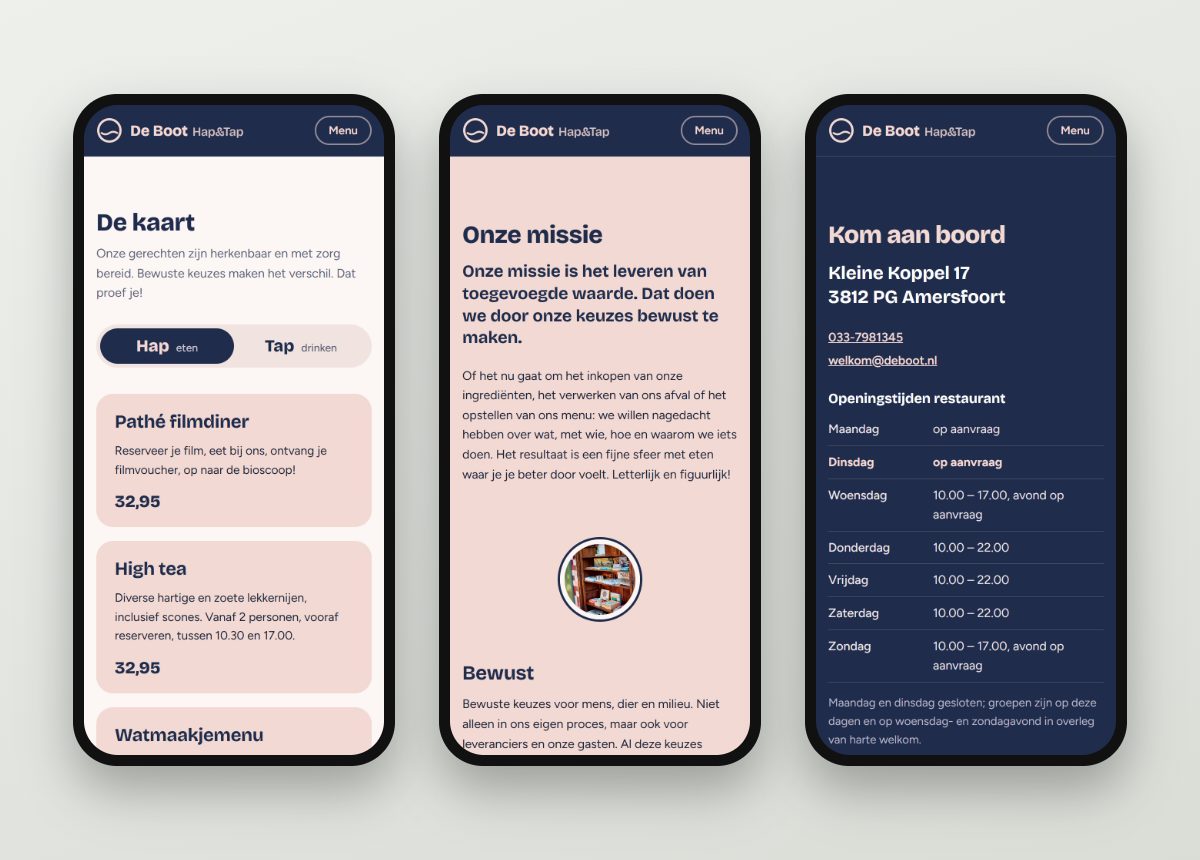 De Boot Hap&Tap
Menu
De kaart
Onze gerechten zijn herkenbaar en met zorg
bereid. Bewuste keuzes maken het verschil. Dat
proef je!
Hap eten
Tap drinken
Pathé filmdiner
Reserveer je film, eet bij ons, ontvang je
filmvoucher, op naar de bioscoop!
32,95
High tea
Diverse hartige en zoete lekkernijen,
inclusief scones. Vanaf 2 personen, vooraf
reserveren, tussen 10.30 en 17.00.
32,95
Watmaakjemenu
De Boot Hap&Tap
Menu
Onze missie
Onze missie is het leveren van
toegevoegde waarde. Dat doen
we door onze keuzes bewust te
maken.
Of het nu gaat om het inkopen van onze
ingrediënten, het verwerken van ons afval of het
opstellen van ons menu: we willen nagedacht
hebben over wat, met wie, hoe en waarom we iets
doen. Het resultaat is een fijne sfeer met eten
waar je je beter door voelt. Letterlijk en figuurlijk!
Bewust
Bewuste keuzes voor mens, dier en milieu. Niet
alleen in ons eigen proces, maar ook voor
leveranciers en onze gasten. Al deze keuzes
De Boot Hap&Tap
Menu
Kom aan boord
Kleine Koppel 17
3812 PG Amersfoort
033-7981345
welkom@deboot.nl
Openingstijden restaurant
Maandag op aanvraag
Dinsdag op aanvraag
Woensdag 10.00 – 17.00, avond op
aanvraag
Donderdag 10.00 – 22.00
Vrijdag 10.00 – 22.00
Zaterdag 10.00 – 22.00
Zondag 10.00 – 17.00, avond op
aanvraag
Maandag en dinsdag gesloten; groepen zijn op deze
dagen en op woensdag- en zondagavond in overleg
van harte welkom.